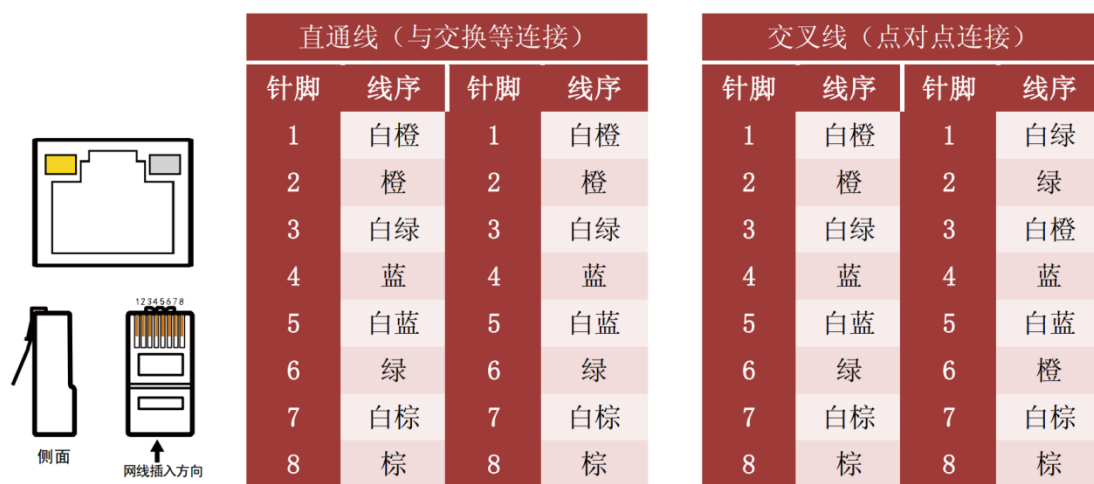 直通线（与交换等连接）
针脚 线序 针脚 线序
1 白橙 1 白橙
2 橙 2 橙
3 白绿 3 白绿
4 蓝 4 蓝
5 白蓝 5 白蓝
6 绿 6 绿
7 白棕 7 白棕
8 棕 8 棕
交叉线（点对点连接）
针脚 线序 针脚 线序
1 白橙 1 白绿
2 橙 2 绿
3 白绿 3 白橙
4 蓝 4 蓝
5 白蓝 5 白蓝
6 绿 6 橙
7 白棕 7 白棕
8 棕 8 棕
12345678
侧面
网线插入方向